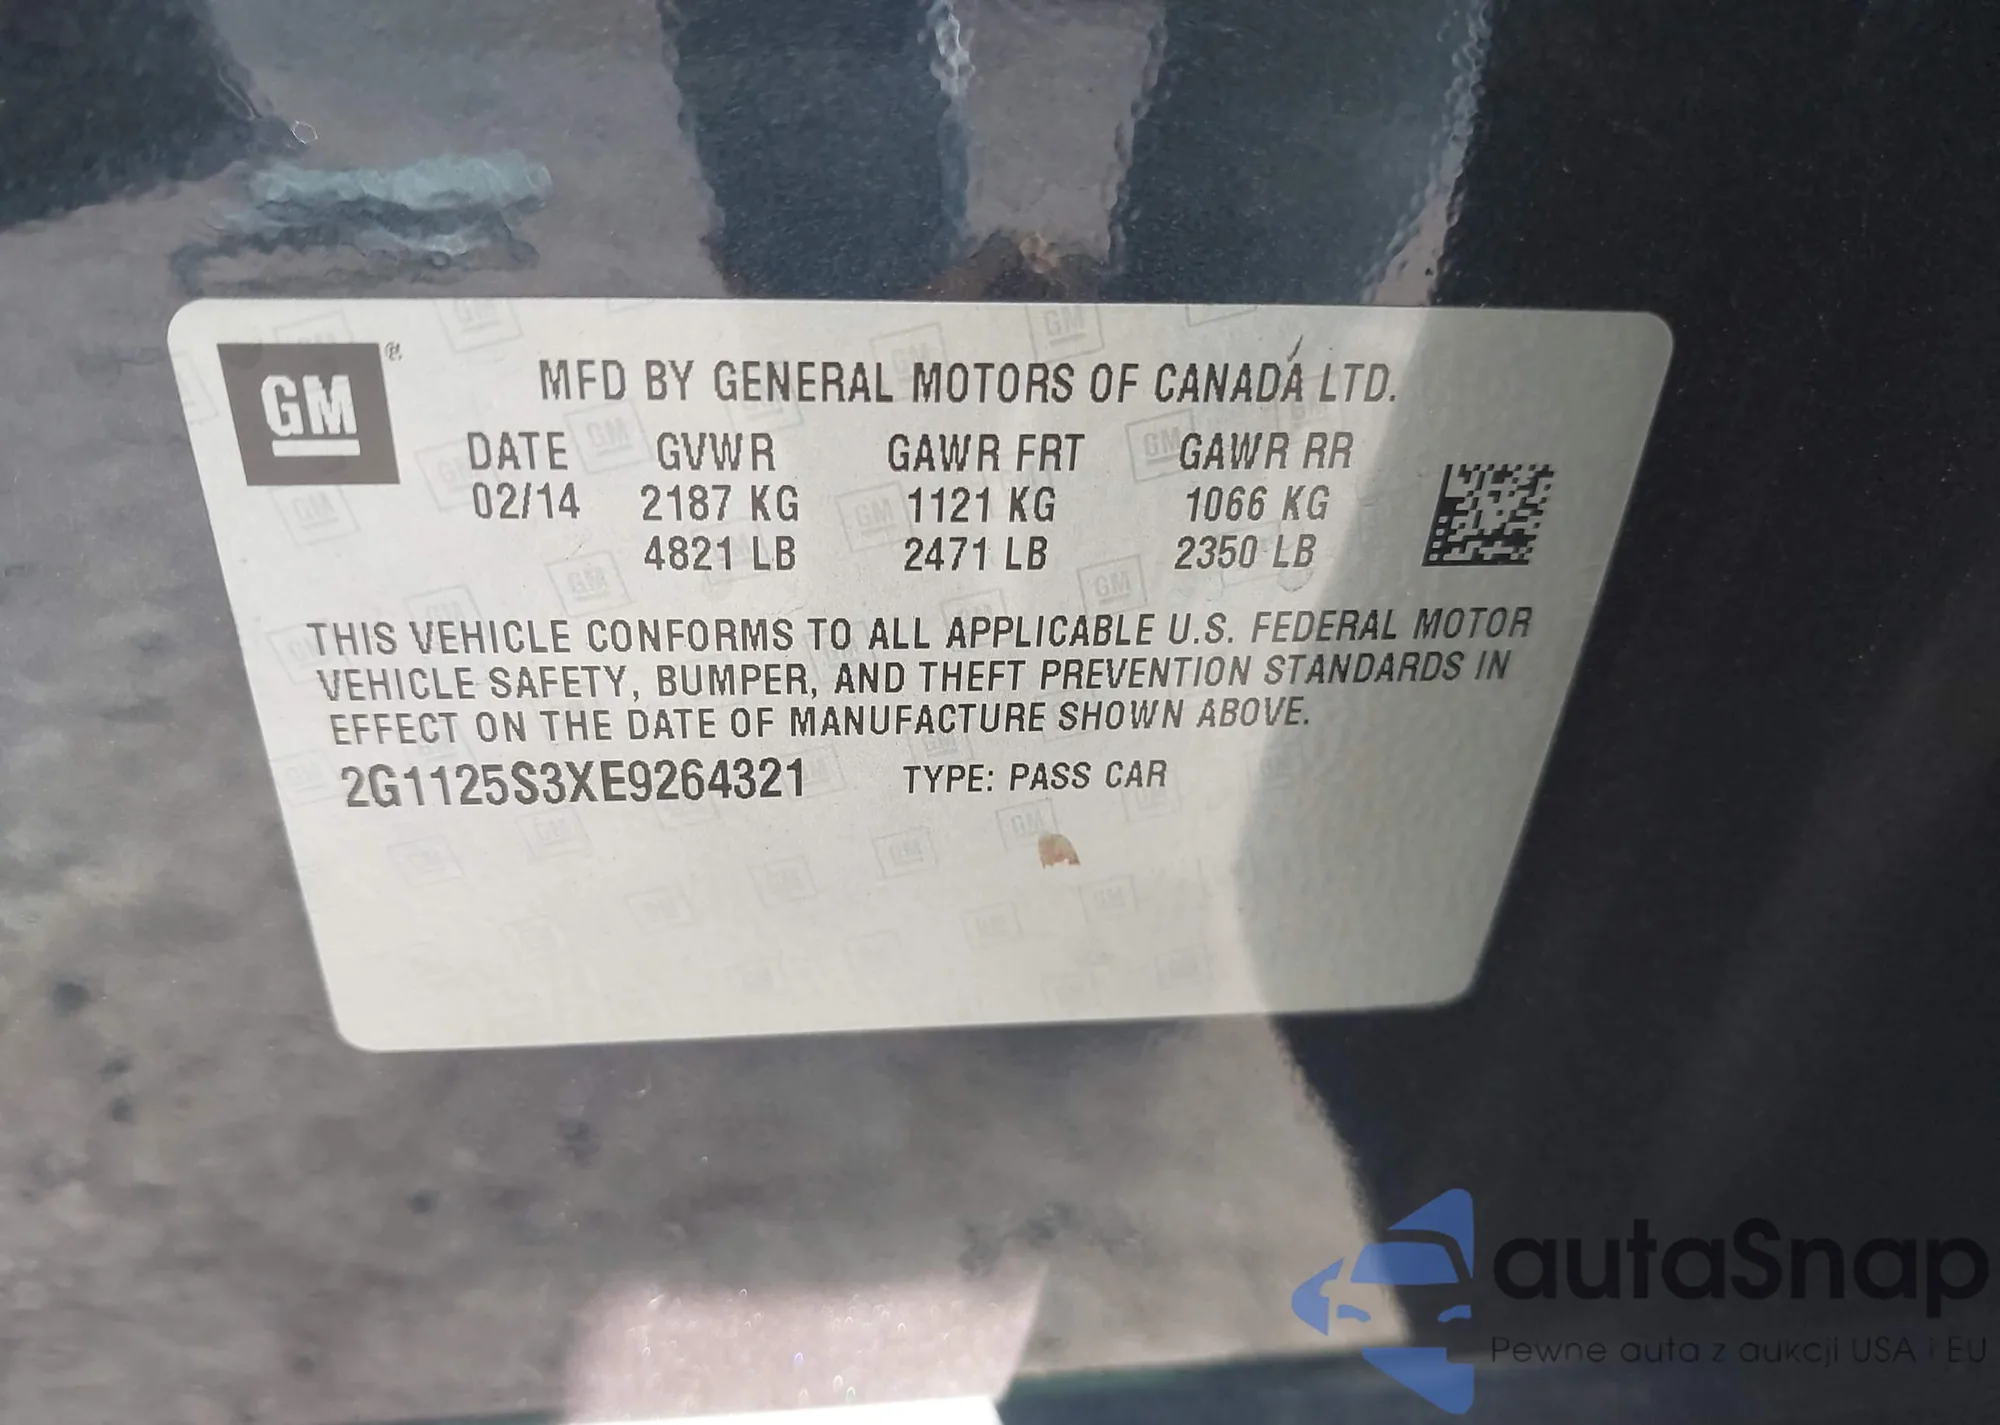 GM ®
MFD BY GENERAL MOTORS OF CANADA LTD.
DATE GVWR GAWR FRT GAWR RR
02/14 2187 KG 1121 KG 1066 KG
4821 LB 2471 LB 2350 LB
THIS VEHICLE CONFORMS TO ALL APPLICABLE U.S. FEDERAL MOTOR
VEHICLE SAFETY, BUMPER, AND THEFT PREVENTION STANDARDS IN
EFFECT ON THE DATE OF MANUFACTURE SHOWN ABOVE.
2G1125S3XE9264321 TYPE: PASS CAR
autaSnap
Pewne auta z aukcji USA i EU